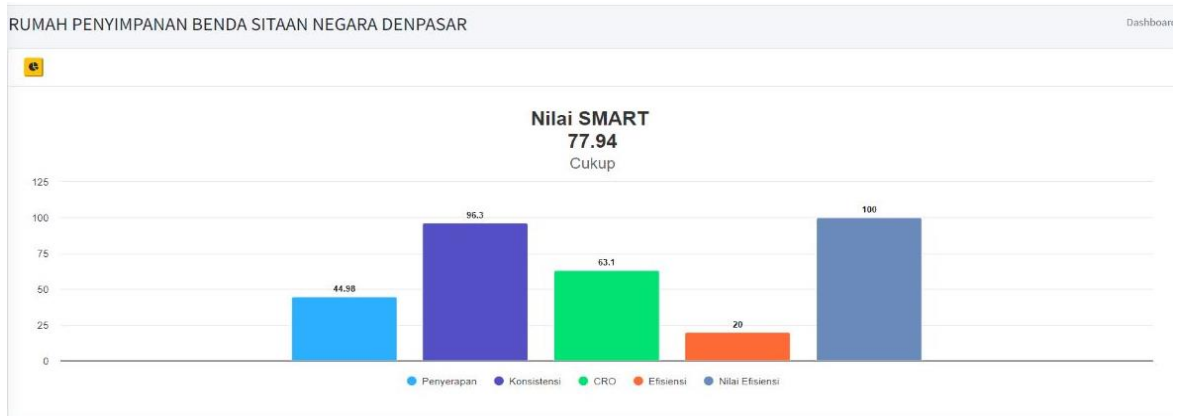 RUMAH PENYIMPANAN BENDA SITAAN NEGARA DENPASAR
Dashboard
Nilai SMART
77.94
Cukup
125
100
75
50
25
0
44.98
96.3
63.1
20
100
Penyerapan Konsistensi CRO Efisiensi Nilai Efisiensi